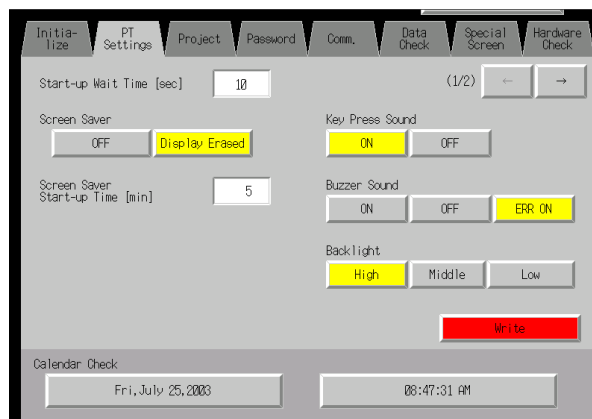 Initia-
lize
PT
Settings
Project
Password
Comm.
Data
Check
Special
Screen
Hardware
Check
Start-up Wait Time [sec]
10
(1/2)
←
→
Screen Saver
OFF
Display Erased
Key Press Sound
ON
OFF
Screen Saver
Start-up Time [min]
5
Buzzer Sound
ON
OFF
ERR ON
Backlight
High
Middle
Low
Write
Calendar Check
Fri,July 25,2003
08:47:31 AM